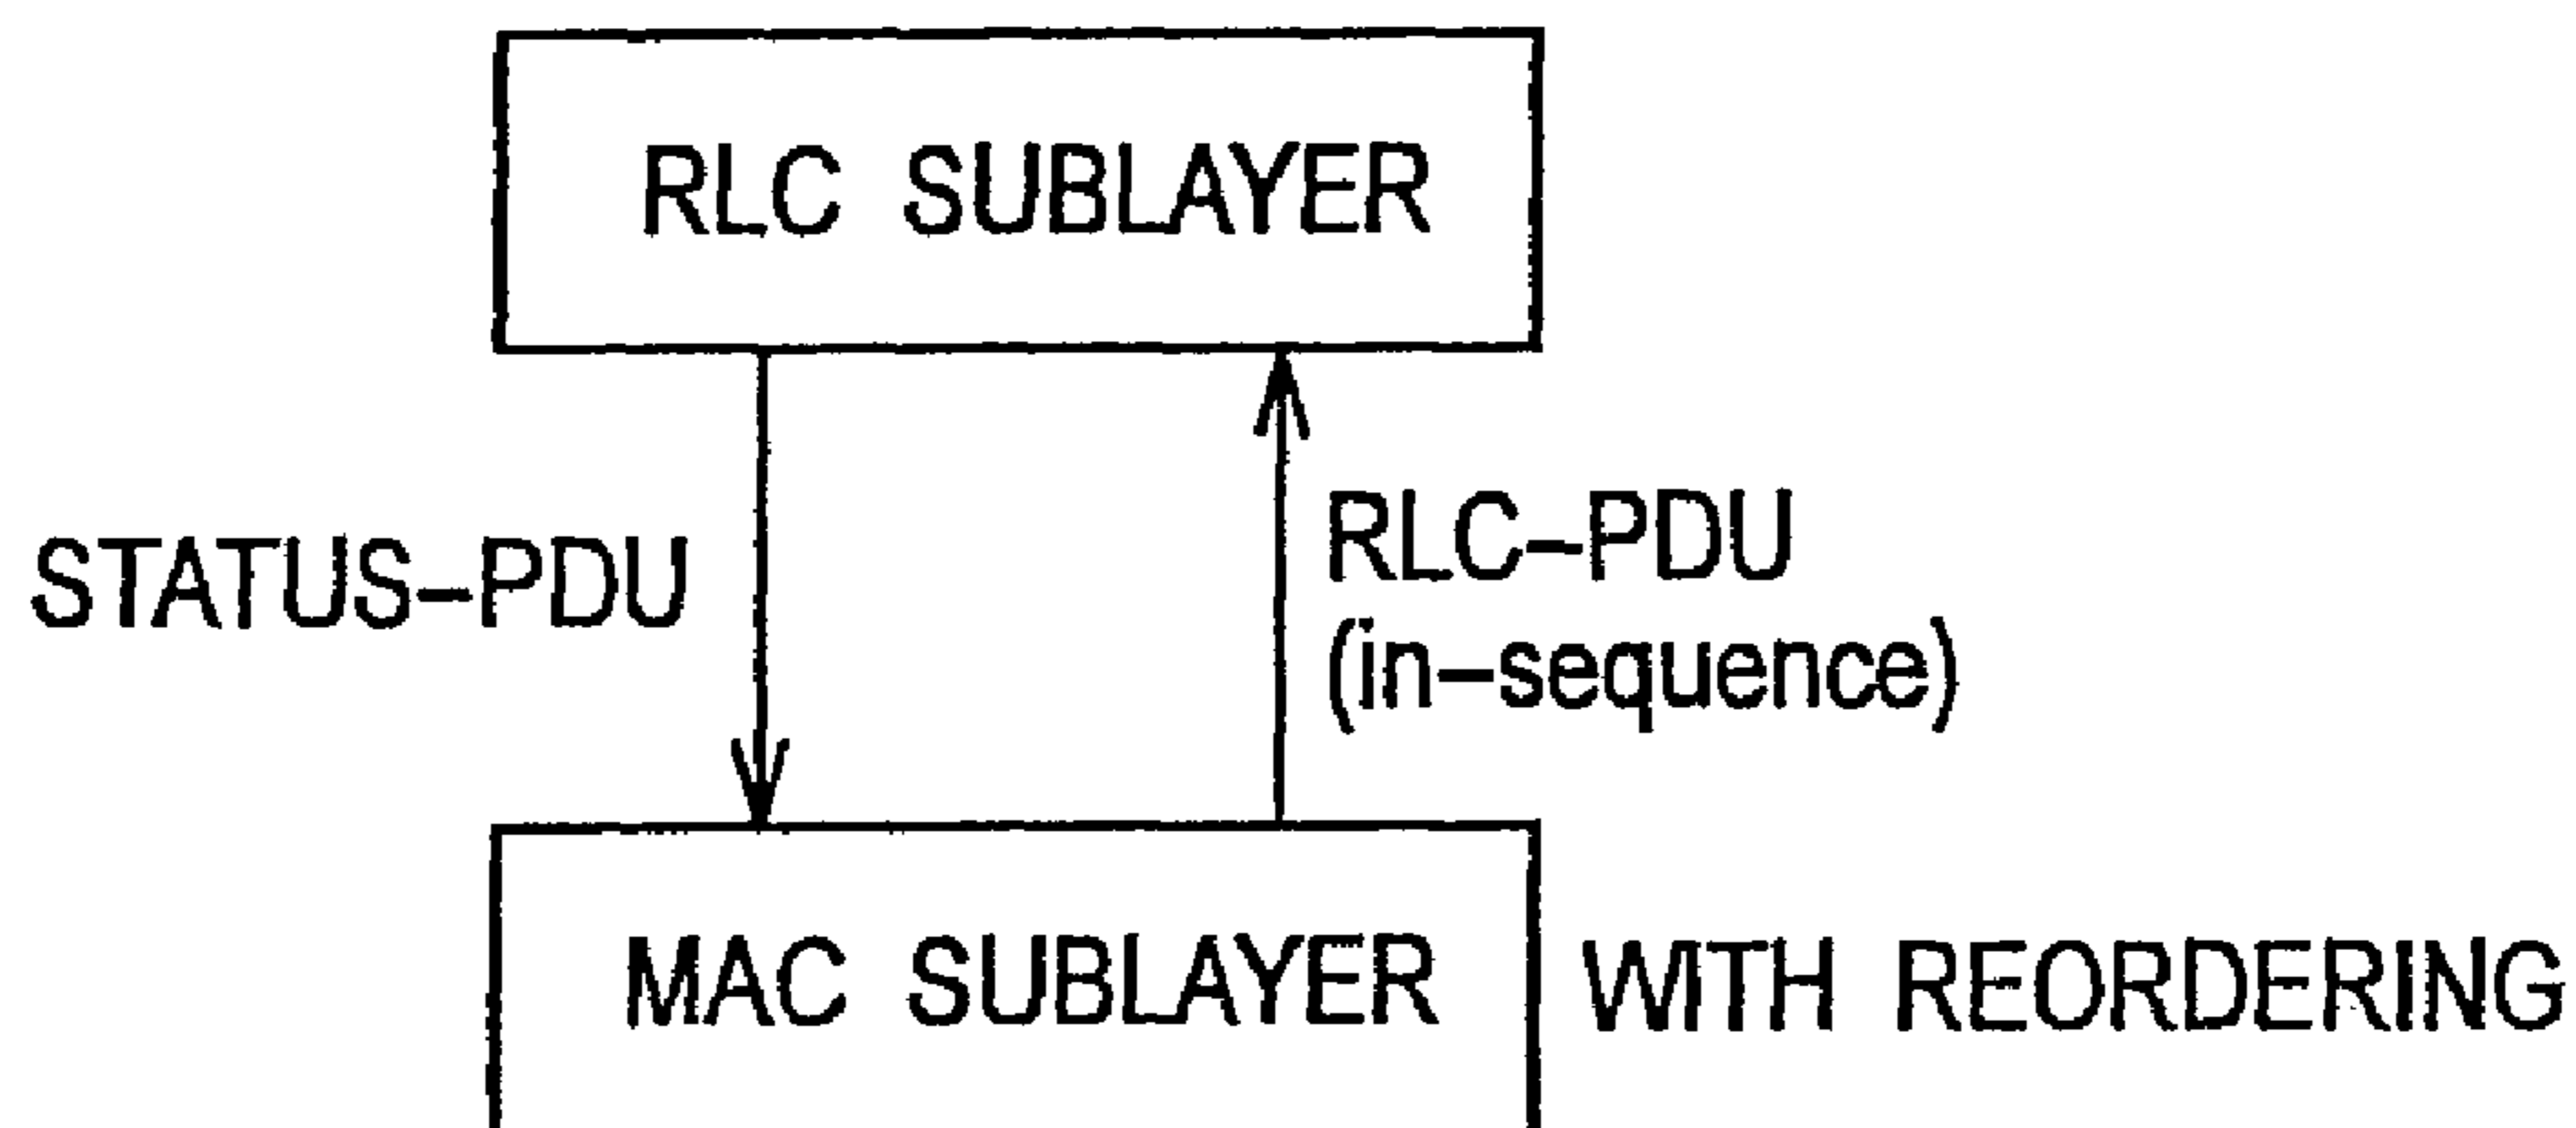 RLC SUBLAYER
STATUS-PDU
RLC-PDU
(in-sequence)
MAC SUBLAYER
WITH REORDERING